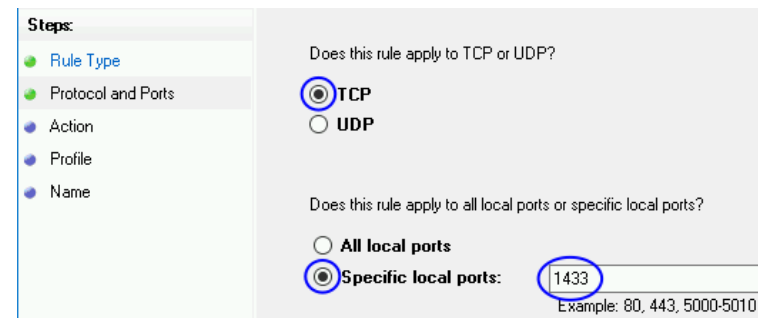 Steps:
Rule Type
Protocol and Ports
Action
Profile
Name
Does this rule apply to TCP or UDP?
TCP
UDP
Does this rule apply to all local ports or specific local ports?
All local ports
Specific local ports: 1433
Example: 80, 443, 5000-5010